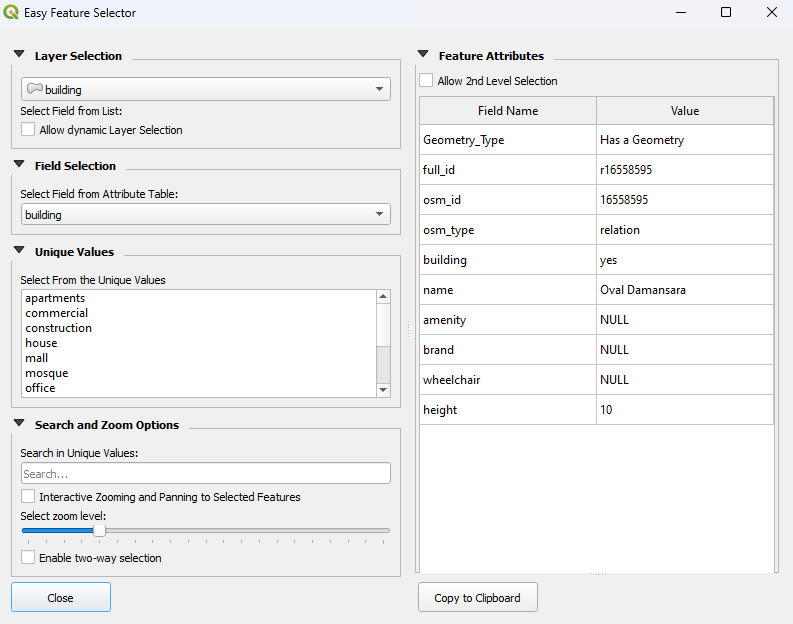 Easy Feature Selector
Layer Selection
building
Select Field from List:
Allow dynamic Layer Selection
Field Selection
Select Field from Attribute Table:
building
Unique Values
Select From the Unique Values
apartments
commercial
construction
house
mall
mosque
office
Search and Zoom Options
Search in Unique Values:
Search...
Interactive Zooming and Panning to Selected Features
Select zoom level:
Enable two-way selection
Close
Feature Attributes
Allow 2nd Level Selection
Field Name Value
Geometry_Type Has a Geometry
full_id r16558595
osm_id 16558595
osm_type relation
building yes
name Oval Damansara
amenity NULL
brand NULL
wheelchair NULL
height 10
Copy to Clipboard